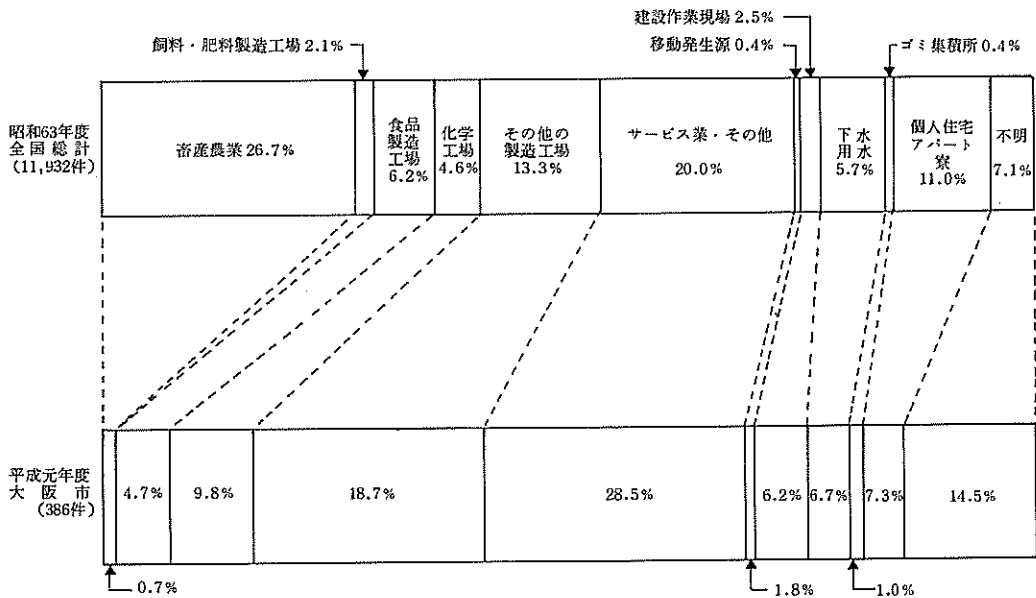 建設作業現場 2.5%
飼料・肥料製造工場 2.1%
移動発生源 0.4%
ゴミ集積所 0.4%
昭和63年度
全国総計
(11,932件)
畜産農業 26.7%
食品
製造
工場
6.2%
化学
工場
4.6%
その他の
製造工場
13.3%
サービス業・その他
20.0%
下水
用水
5.7%
個人住宅
アパート
寮
11.0%
不明
7.1%
平成元年度
大阪市
(386件)
4.7%
9.8%
18.7%
28.5%
6.2%
6.7%
7.3%
14.5%
0.7%
1.8%
1.0%